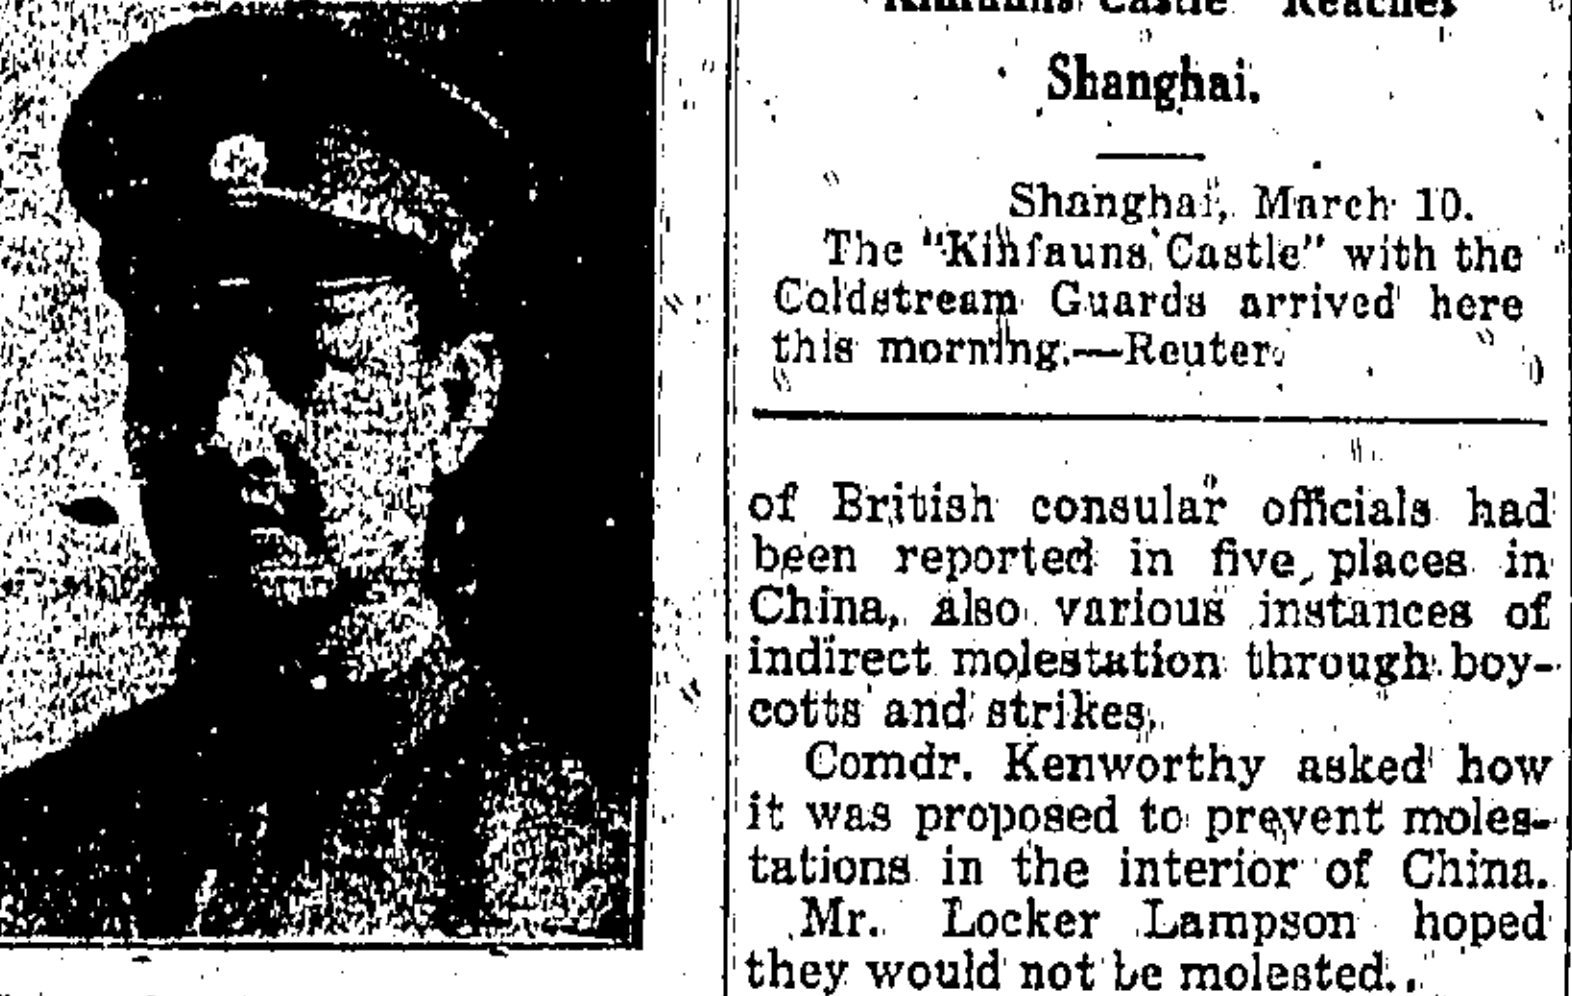 "Kinfauns Castle" Reaches
Shanghai.
Shanghai, March 10.
The "Kinfauns Castle" with the
Coldstream Guards arrived here
this morning.—Reuter.
of British consular officials had
been reported in five places in
China, also various instances of
indirect molestation through boy-
cotts and strikes.
Comdr. Kenworthy asked how
it was proposed to prevent moles-
tations in the interior of China.
Mr. Locker Lampson hoped
they would not be molested.